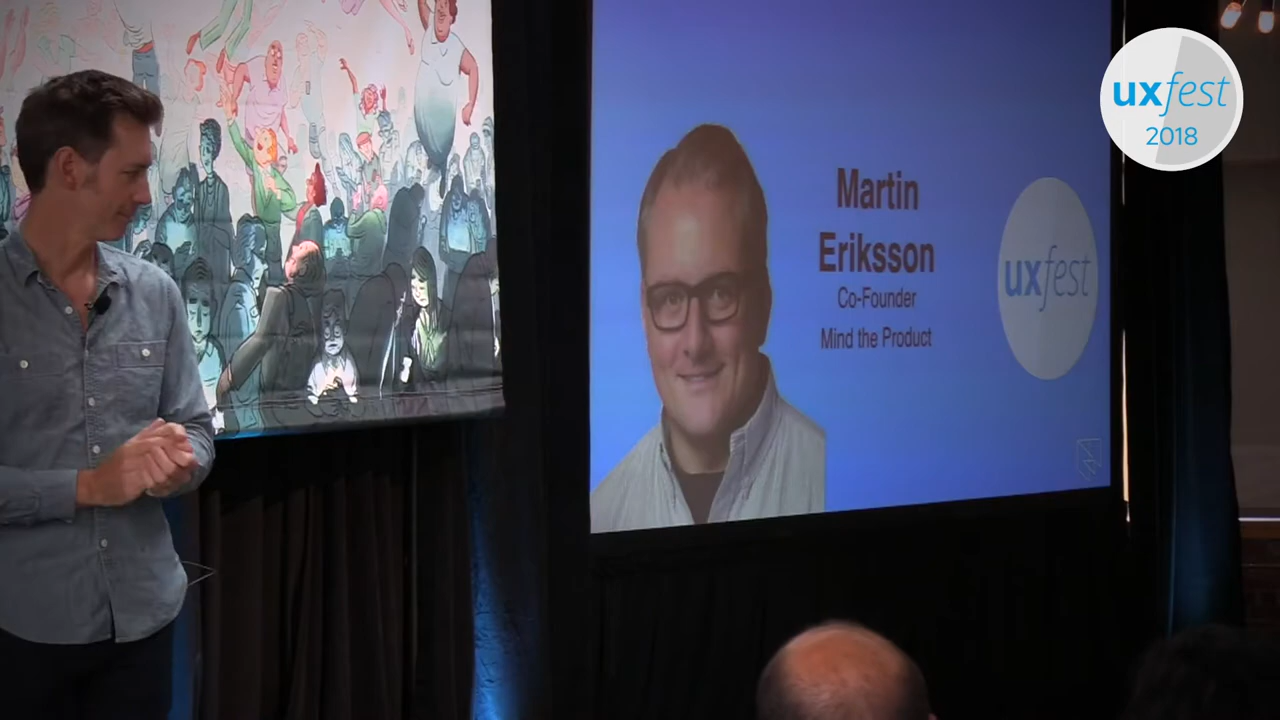 Martin
Eriksson
Co-Founder
Mind the Product
uxfest
uxfest
2018